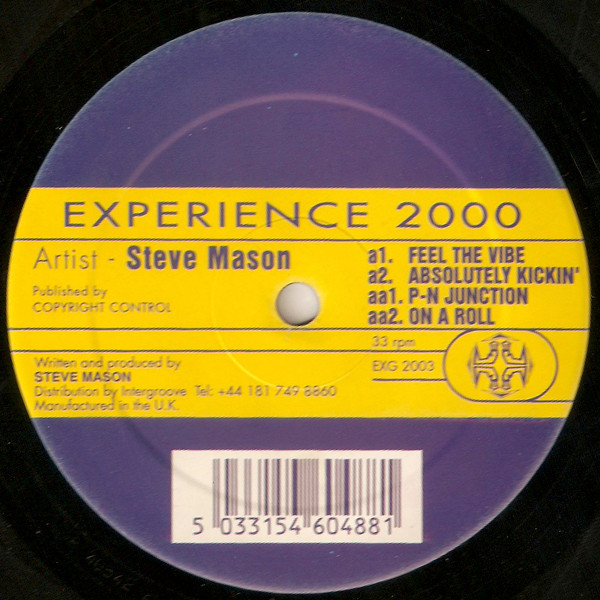 EXPERIENCE 2000
Artist - Steve Mason
Published by
COPYRIGHT CONTROL
a1. FEEL THE VIBE
a2. ABSOLUTELY KICKIN'
aa1. P-N JUNCTION
aa2. ON A ROLL
33 rpm
EXG 2003
Written and produced by
STEVE MASON
Distribution by Intergroove Tel: +44 181 749 8860
Manufactured in the U.K.
5 033154 604881